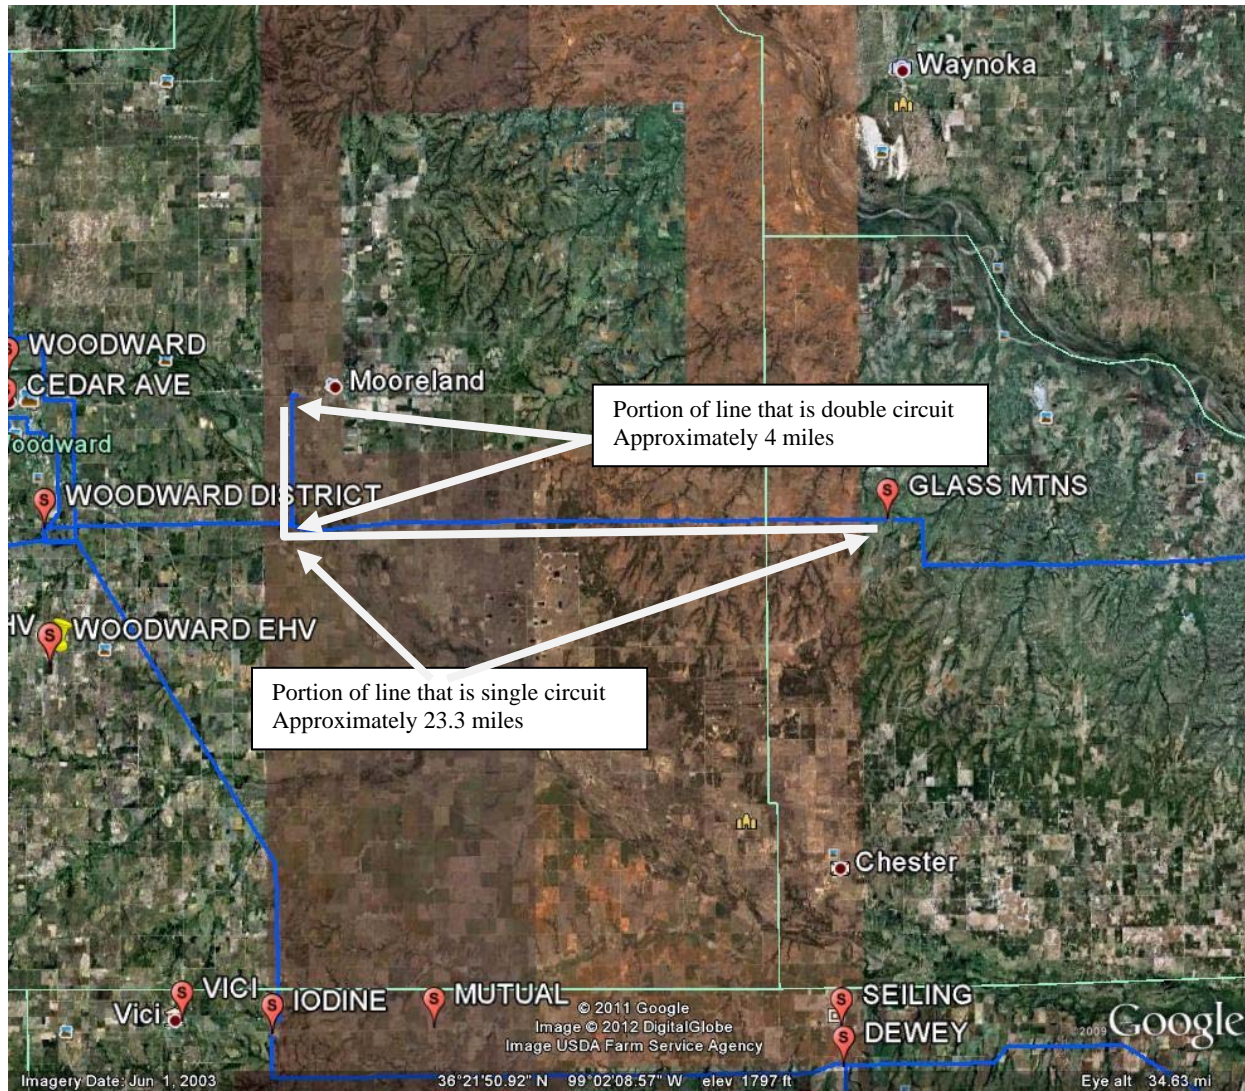 Waynoka
WOODWARD
CEDAR AVE
Mooreland
Portion of line that is double circuit
Approximately 4 miles
Woodward
WOODWARD DISTRICT
GLASS MTNS
HV
WOODWARD EHV
Portion of line that is single circuit
Approximately 23.3 miles
Chester
VICI
Vici
IODINE
MUTUAL
SEILING
DEWEY
© 2011 Google
Image © 2012 DigitalGlobe
Image USDA Farm Service Agency
©2009 Google
Imagery Date: Jun 1, 2003
36°21'50.92" N 99°02'08.57" W elev 1797 ft
Eye alt 34.63 mi